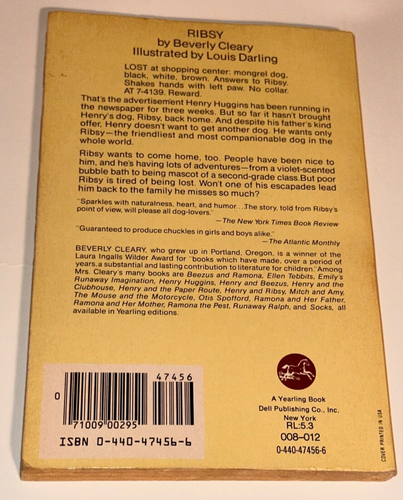 RIBSY
by Beverly Cleary
Illustrated by Louis Darling
LOST at shopping center: mongrel dog,
black, white, brown. Answers to Ribsy.
Shakes hands with left paw. No collar.
AT 7-4139. Reward.
That's the advertisement Henry Huggins has been running in
the newspaper for three weeks. But so far it hasn't brought
Henry's dog, Ribsy, back home. And despite his father's kind
offer, Henry doesn't want to get another dog. He wants only
Ribsy—the friendliest and most companionable dog in the
whole world.
Ribsy wants to come home, too. People have been nice to
him, and he's having lots of adventures—from a violet-scented
bubble bath to being mascot of a second-grade class. But poor
Ribsy is tired of being lost. Won't one of his escapades lead
him back to the father he misses so much?
"Sparkles with naturalness, heart, and humor...The story, told from Ribsy's
point of view, will please all dog-lovers."
—The New York Times Book Review
"Guaranteed to produce chuckles in girls and boys alike."
—The Atlantic Monthly
BEVERLY CLEARY, who grew up in Portland, Oregon, is a winner of the
Laura Ingalls Wilder Award for "books which have made, over a period of
years, a substantial and lasting contribution to literature for children." Among
Mrs. Cleary's many books are Beezus and Ramona, Ellen Tebbits, Emily's
Runaway Imagination, Henry Huggins, Henry and Beezus, Henry and the
Clubhouse, Henry and the Paper Route, Henry and Ribsy, Mitch and Amy,
The Mouse and the Motorcycle, Otis Spofford, Ramona and Her Father,
Ramona and Her Mother, Ramona the Pest, Runaway Ralph, and Socks, all
available in Yearling editions.
47456
0
71009 00295
ISBN 0-440-47456-6
A Yearling Book
Dell Publishing Co., Inc.
New York
RL:5.3
008-012
0-440-47456-6
COVER PRINTED IN USA